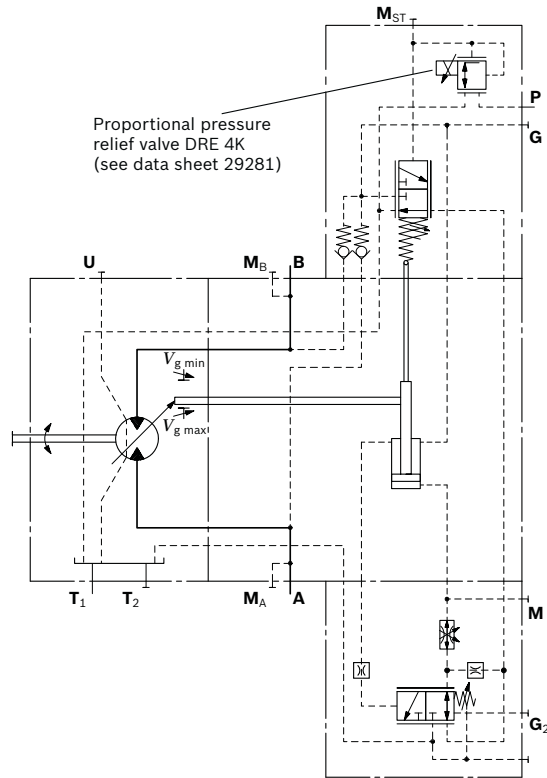 M_ST
P
G
Proportional pressure
relief valve DRE 4K
(see data sheet 29281)
U
M_B
B
V_g min
V_g max
T_1
T_2
M_A
A
M
G_2